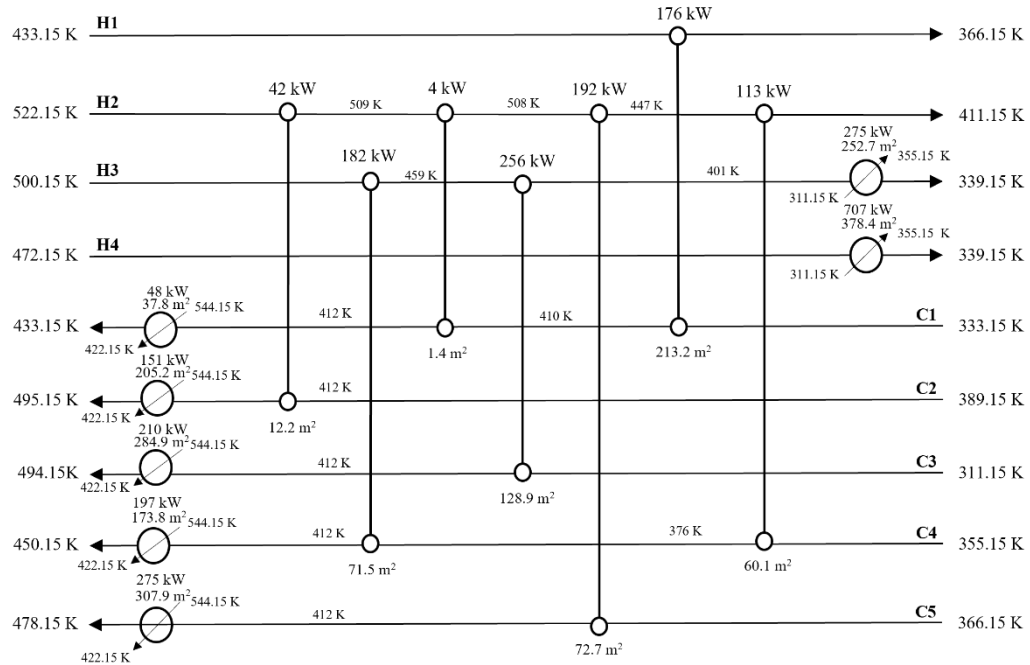 176 kW
433.15 K H1 366.15 K
42 kW 4 kW 192 kW 113 kW
522.15 K H2 509 K 508 K 447 K 411.15 K
275 kW
252.7 m² 355.15 K
182 kW 256 kW
500.15 K H3 459 K 401 K 339.15 K
311.15 K
707 kW
378.4 m² 355.15 K
472.15 K H4 339.15 K
311.15 K
48 kW
37.8 m² 544.15 K
433.15 K 412 K 410 K C1 333.15 K
422.15 K
1.4 m² 213.2 m²
151 kW
205.2 m² 544.15 K
495.15 K 412 K C2 389.15 K
422.15 K
12.2 m²
210 kW
284.9 m² 544.15 K
494.15K 412 K C3 311.15 K
422.15 K
128.9 m²
197 kW
173.8 m² 544.15 K
450.15 K 412 K 376 K C4 355.15 K
422.15 K
71.5 m² 60.1 m²
275 kW
307.9 m² 544.15 K
478.15 K 412 K C5 366.15 K
422.15 K
72.7 m²